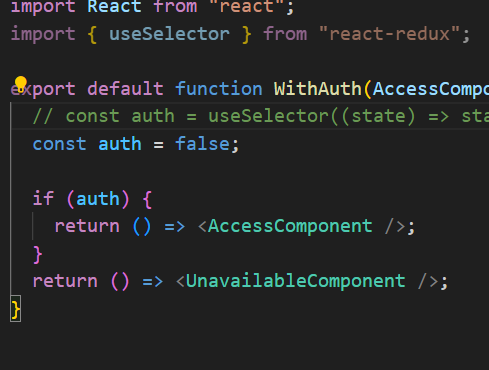 import React from "react";
import { useSelector } from "react-redux";
export default function WithAuth(AccessCompo
// const auth = useSelector((state) => sta
const auth = false;
if (auth) {
return () => <AccessComponent />;
}
return () => <UnavailableComponent />;
}